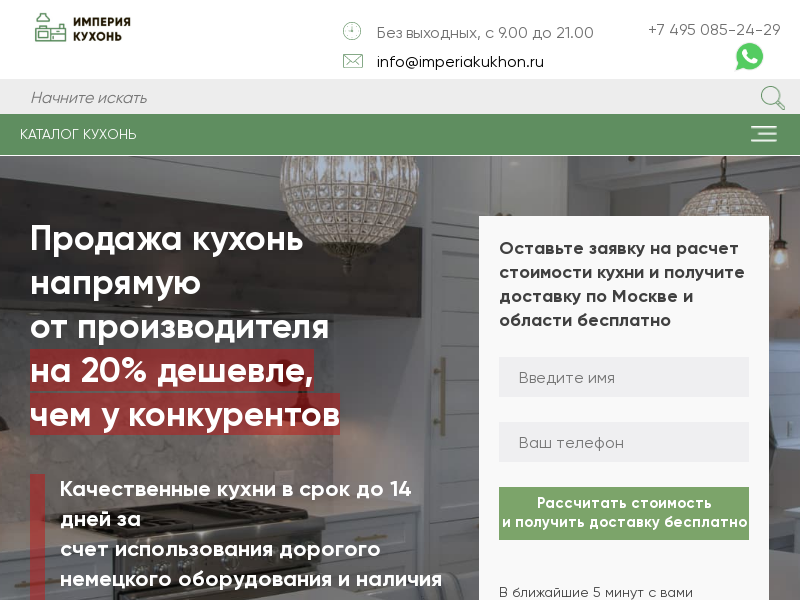 ИМПЕРИЯ
КУХОНЬ
Без выходных, с 9.00 до 21.00
info@imperiakukhon.ru
+7 495 085-24-29
Начните искать
КАТАЛОГ КУХОНЬ
Продажа кухонь
напрямую
от производителя
на 20% дешевле,
чем у конкурентов
Качественные кухни в срок до 14
дней за
счет использования дорогого
немецкого оборудования и наличия
Оставьте заявку на расчет
стоимости кухни и получите
доставку по Москве и
области бесплатно
Введите имя
Ваш телефон
Рассчитать стоимость
и получить доставку бесплатно
В ближайшие 5 минут с вами